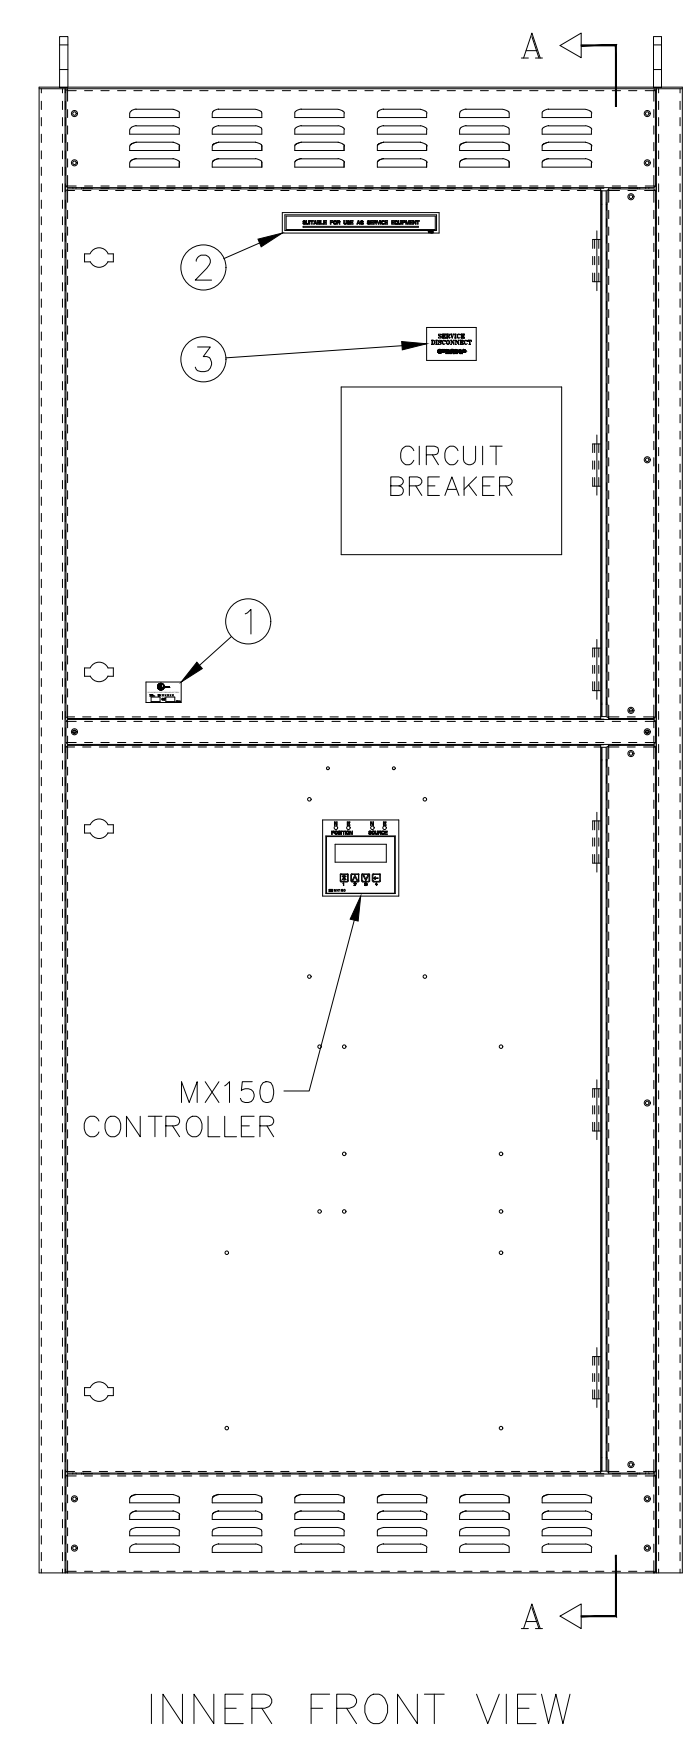 A
SUITABLE FOR USE AS SERVICE EQUIPMENT
2
SERVICE
DISCONNECT
3
CIRCUIT
BREAKER
1
N E N E
POSITION SOURCE
MX150
MX150
CONTROLLER
A
INNER FRONT VIEW